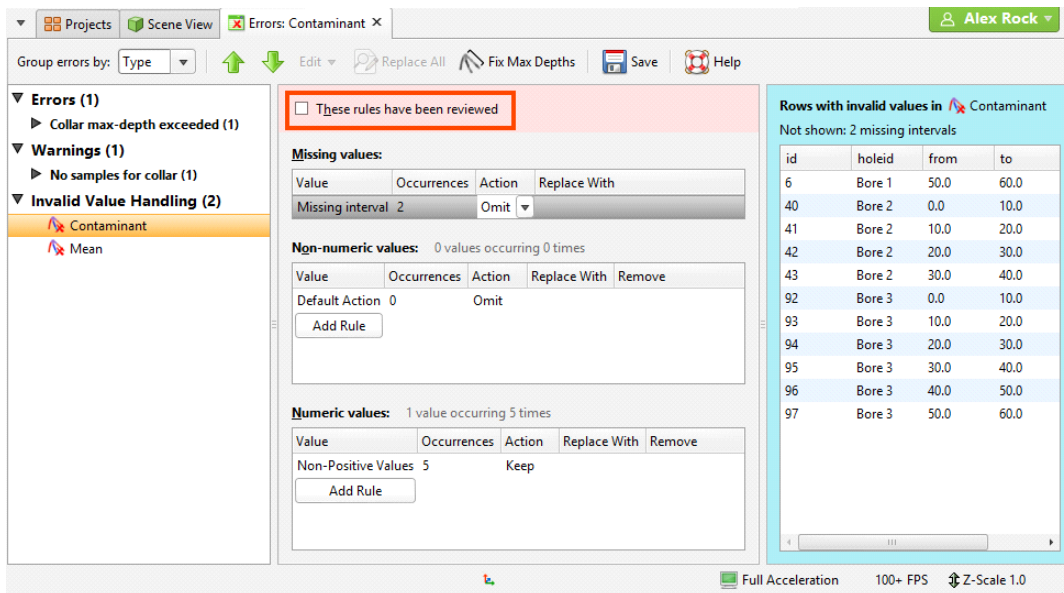 Projects Scene View Errors: Contaminant Alex Rock
Group errors by: Type Edit Replace All Fix Max Depths Save Help
Errors (1)
Collar max-depth exceeded (1)
Warnings (1)
No samples for collar (1)
Invalid Value Handling (2)
Contaminant
Mean
These rules have been reviewed
Missing values:
Value Occurrences Action Replace With
Missing interval 2 Omit
Non-numeric values: 0 values occurring 0 times
Value Occurrences Action Replace With Remove
Default Action 0 Omit
Add Rule
Numeric values: 1 value occurring 5 times
Value Occurrences Action Replace With Remove
Non-Positive Values 5 Keep
Add Rule
Rows with invalid values in Contaminant
Not shown: 2 missing intervals
id holeid from to
6 Bore 1 50.0 60.0
40 Bore 2 0.0 10.0
41 Bore 2 10.0 20.0
42 Bore 2 20.0 30.0
43 Bore 2 30.0 40.0
92 Bore 3 0.0 10.0
93 Bore 3 10.0 20.0
94 Bore 3 20.0 30.0
95 Bore 3 30.0 40.0
96 Bore 3 40.0 50.0
97 Bore 3 50.0 60.0
Full Acceleration 100+ FPS Z-Scale 1.0